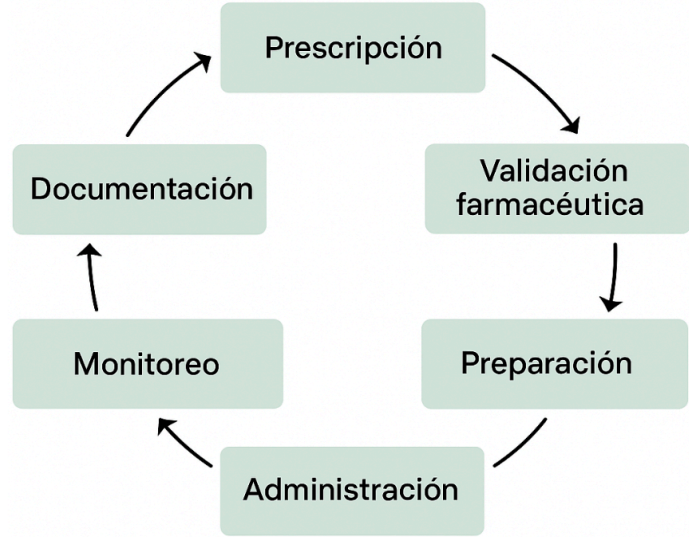 Prescripción
Validación
farmacéutica
Preparación
Administración
Monitoreo
Documentación